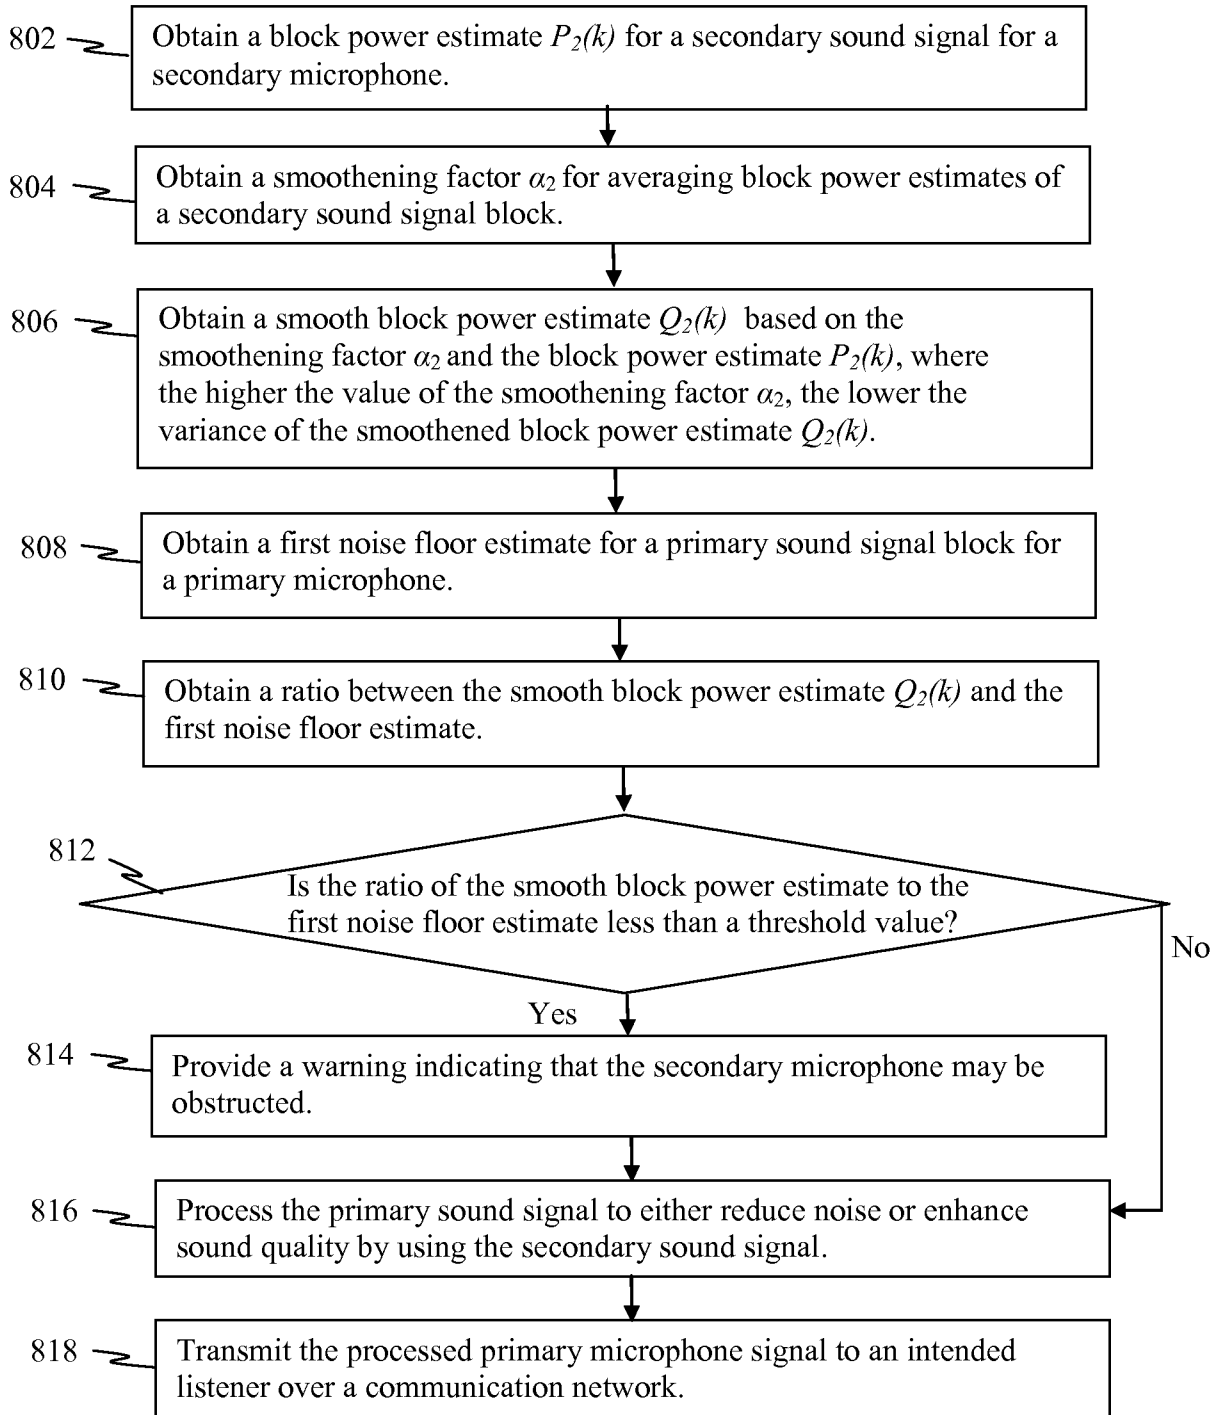 802
Obtain a block power estimate P₂(k) for a secondary sound signal for a
secondary microphone.
804
Obtain a smoothening factor α₂ for averaging block power estimates of
a secondary sound signal block.
806
Obtain a smooth block power estimate Q₂(k) based on the
smoothening factor α₂ and the block power estimate P₂(k), where
the higher the value of the smoothening factor α₂, the lower the
variance of the smoothened block power estimate Q₂(k).
808
Obtain a first noise floor estimate for a primary sound signal block for
a primary microphone.
810
Obtain a ratio between the smooth block power estimate Q₂(k) and the
first noise floor estimate.
812
Is the ratio of the smooth block power estimate to the
first noise floor estimate less than a threshold value?
No
Yes
814
Provide a warning indicating that the secondary microphone may be
obstructed.
816
Process the primary sound signal to either reduce noise or enhance
sound quality by using the secondary sound signal.
818
Transmit the processed primary microphone signal to an intended
listener over a communication network.